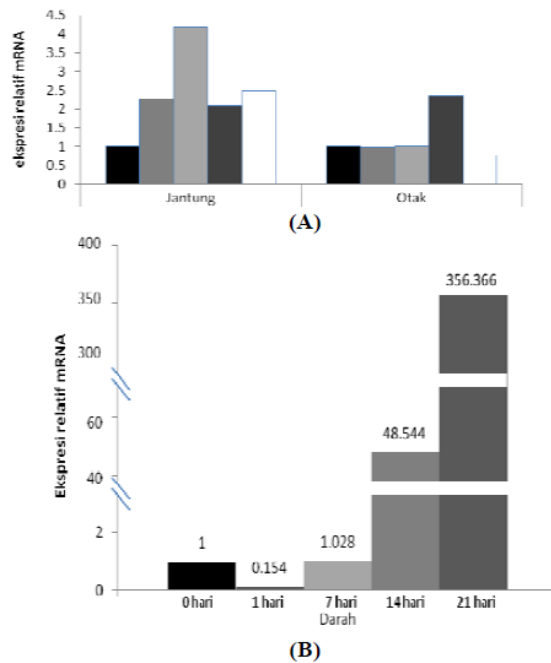 ekspresi relatif mRNA
4.5
4
3.5
3
2.5
2
1.5
1
0.5
0
Jantung
Otak
(A)
Ekspresi relatif mRNA
400
350
300
60
40
2
0
1
0.154
1.028
48.544
356.366
0 hari
1 hari
7 hari
14 hari
21 hari
Darah
(B)